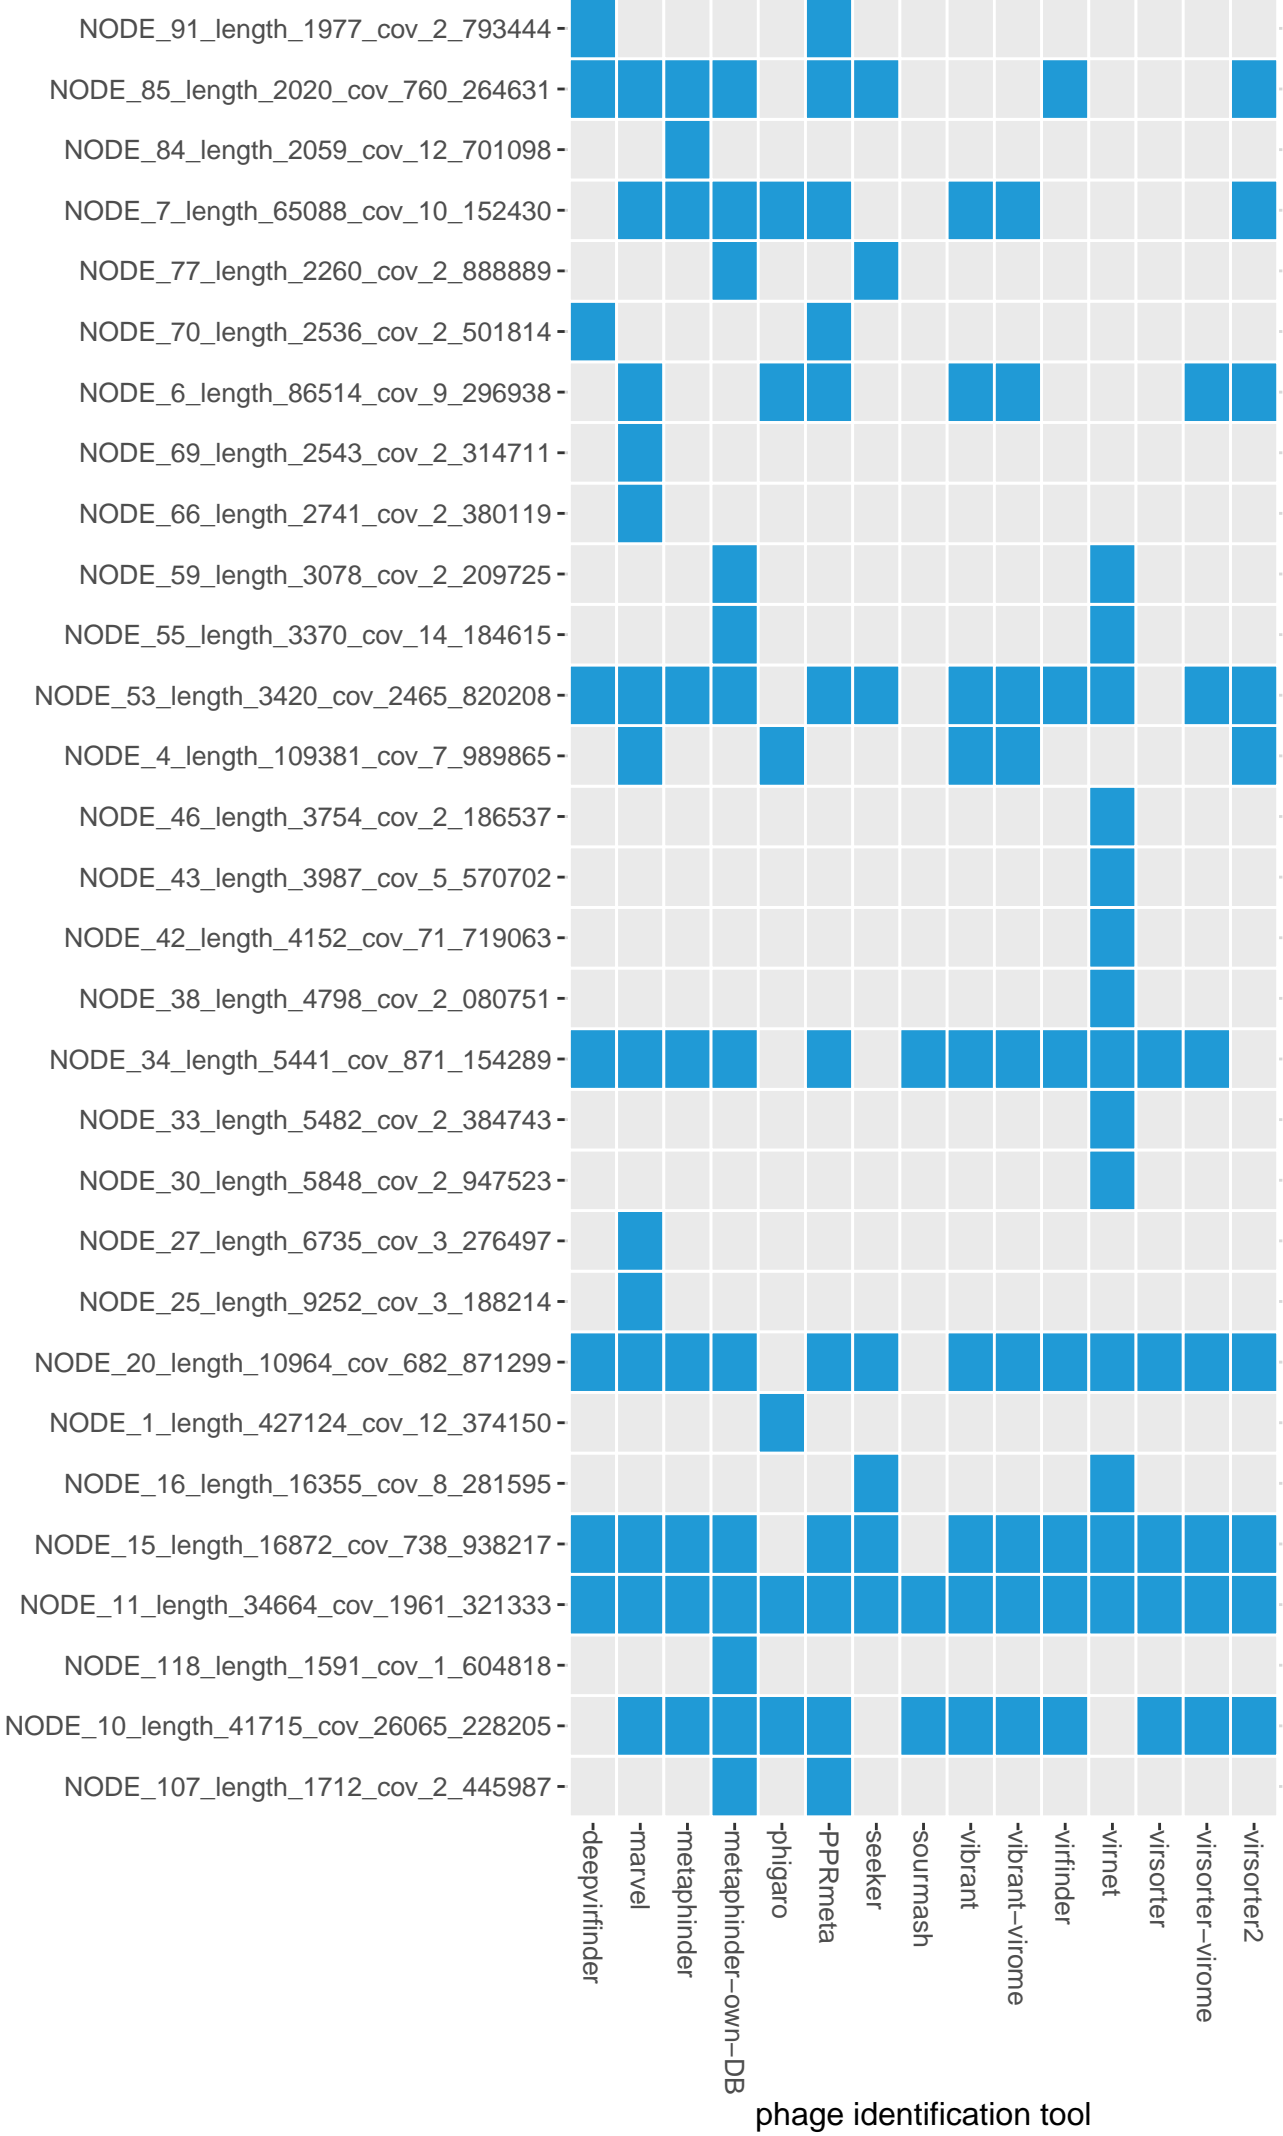 NODE_91_length_1977_cov_2_793444
NODE_85_length_2020_cov_760_264631
NODE_84_length_2059_cov_12_701098
NODE_7_length_65088_cov_10_152430
NODE_77_length_2260_cov_2_888889
NODE_70_length_2536_cov_2_501814
NODE_6_length_86514_cov_9_296938
NODE_69_length_2543_cov_2_314711
NODE_66_length_2741_cov_2_380119
NODE_59_length_3078_cov_2_209725
NODE_55_length_3370_cov_14_184615
NODE_53_length_3420_cov_2465_820208
NODE_4_length_109381_cov_7_989865
NODE_46_length_3754_cov_2_186537
NODE_43_length_3987_cov_5_570702
NODE_42_length_4152_cov_71_719063
NODE_38_length_4798_cov_2_080751
NODE_34_length_5441_cov_871_154289
NODE_33_length_5482_cov_2_384743
NODE_30_length_5848_cov_2_947523
NODE_27_length_6735_cov_3_276497
NODE_25_length_9252_cov_3_188214
NODE_20_length_10964_cov_682_871299
NODE_1_length_427124_cov_12_374150
NODE_16_length_16355_cov_8_281595
NODE_15_length_16872_cov_738_938217
NODE_11_length_34664_cov_1961_321333
NODE_118_length_1591_cov_1_604818
NODE_10_length_41715_cov_26065_228205
NODE_107_length_1712_cov_2_445987
deepvirfinder
marvel
metaphinder
metaphinder−own−DB
phigaro
PPRmeta
seeker
sourmash
vibrant
vibrant−virome
virfinder
virnet
virsorter
virsorter−virome
virsorter2
phage identification tool